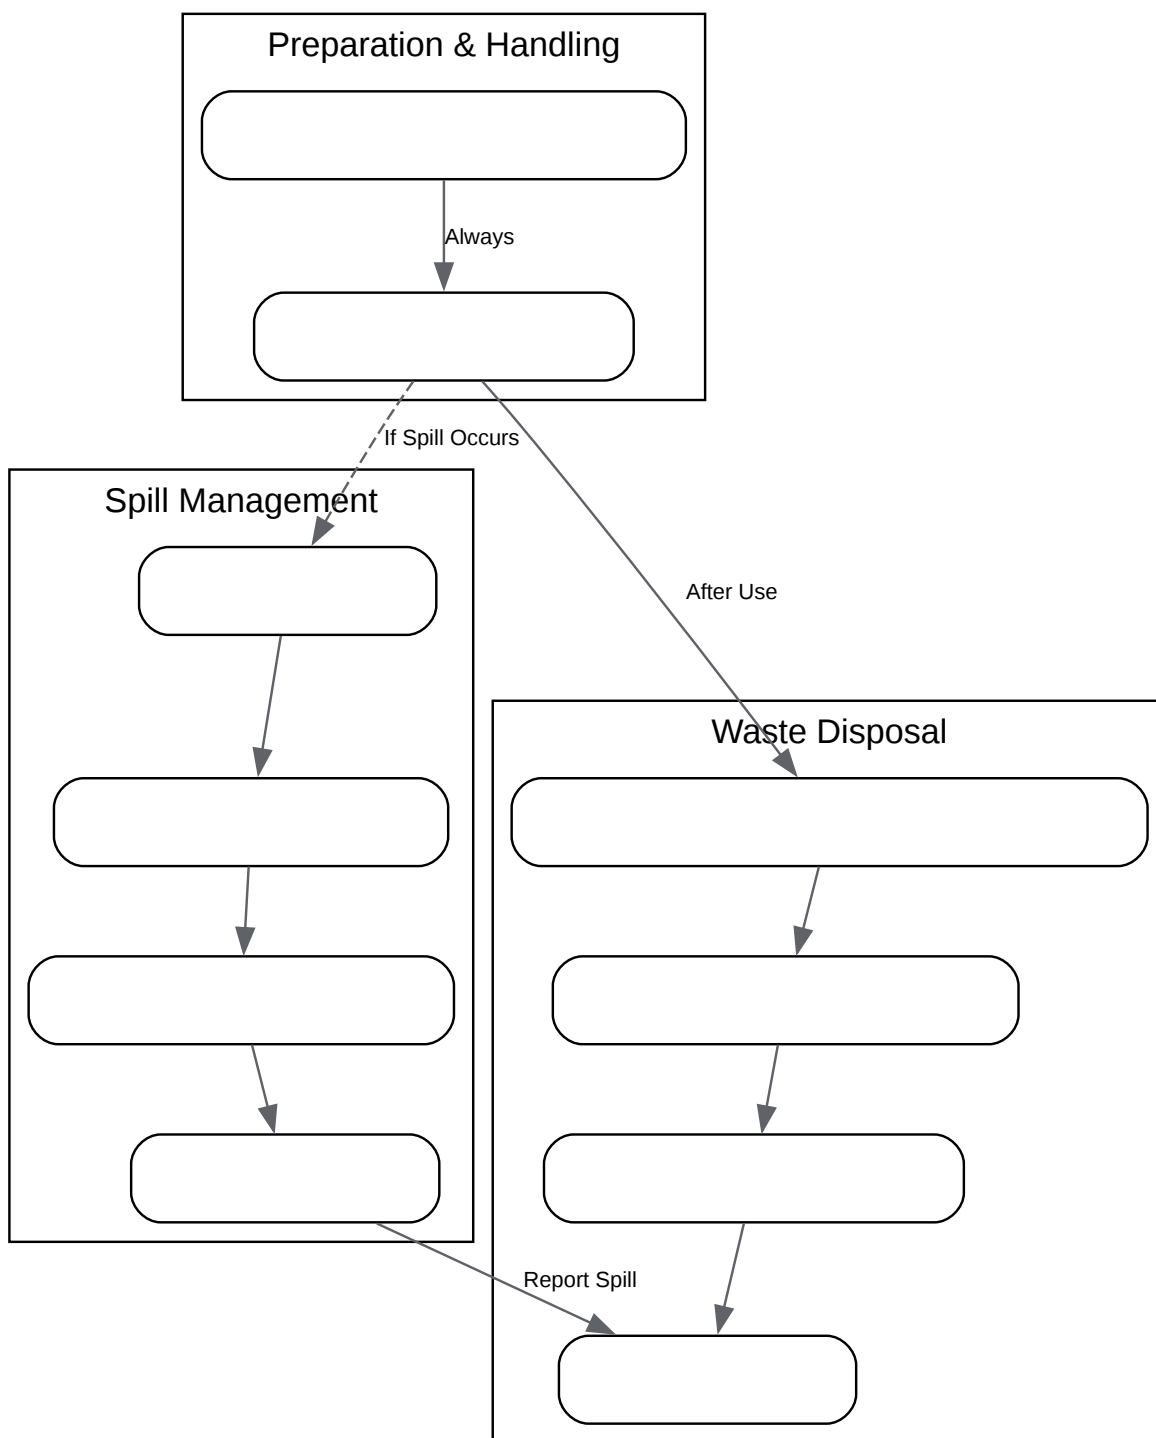 Preparation & Handling
Always
If Spill Occurs
Spill Management
After Use
Waste Disposal
Report Spill